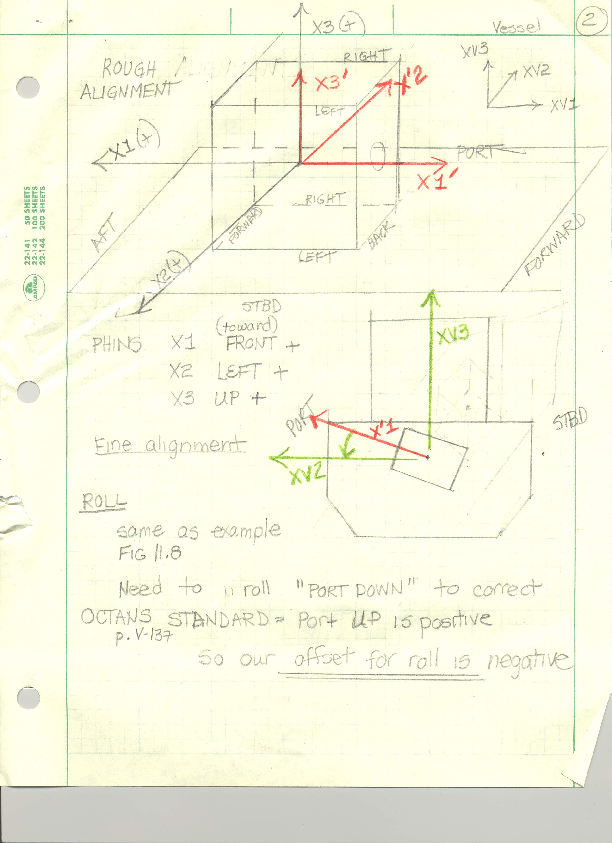 2
Vessel
XV3
XV2
XV1
X3(+)
ROUGH
ALIGNMENT
RIGHT
X3'
X'2
LEFT
X1(+)
PORT
X1'
RIGHT
AFT
FORWARD
BACK
LEFT
FORWARD
X2(+)
22-141 50 SHEETS
22-142 100 SHEETS
22-144 200 SHEETS
STBD
(toward)
PHINS X1 FRONT +
X2 LEFT +
X3 UP +
XV3
PORT
X'1
STBD
XV2
Fine alignment
ROLL
same as example
FIG 11.8
Need to roll "PORT DOWN" to correct
OCTANS STANDARD = Port UP is positive
p. V-137
So our offset for roll is negative